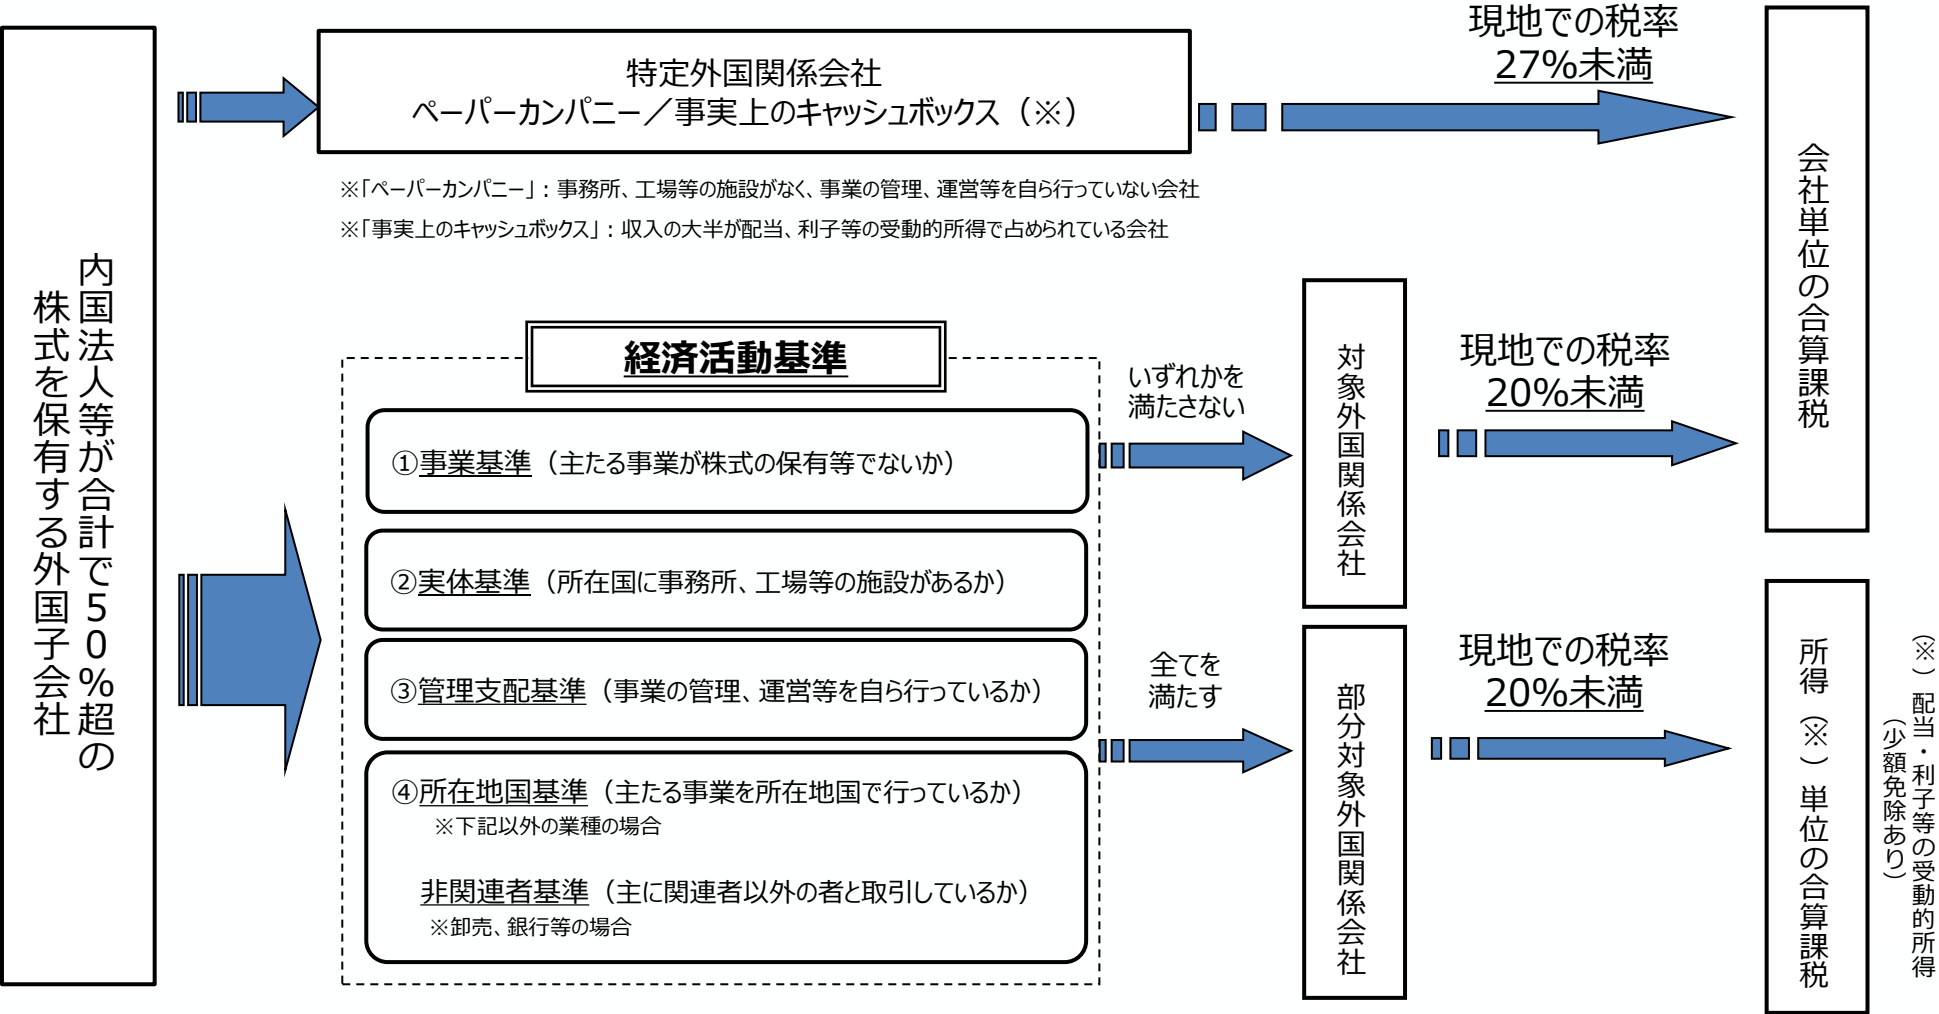 内国法人等が合計で50%超の
株式を保有する外国子会社
特定外国関係会社
ペーパーカンパニー／事実上のキャッシュボックス（※）
現地での税率
27%未満
※「ペーパーカンパニー」：事務所、工場等の施設がなく、事業の管理、運営等を自ら行っていない会社
※「事実上のキャッシュボックス」：収入の大半が配当、利子等の受動的所得で占められている会社
経済活動基準
①事業基準（主たる事業が株式の保有等でないか）
②実体基準（所在国に事務所、工場等の施設があるか）
③管理支配基準（事業の管理、運営等を自ら行っているか）
④所在地国基準（主たる事業を所在地国で行っているか）
※下記以外の業種の場合
非関連者基準（主に関連者以外の者と取引しているか）
※卸売、銀行等の場合
いずれかを
満たさない
対象外国関係会社
現地での税率
20%未満
会社単位の合算課税
全てを
満たす
部分対象外国関係会社
現地での税率
20%未満
所得（※）単位の合算課税
（※）配当・利子等の受動的所得
（少額免除あり）